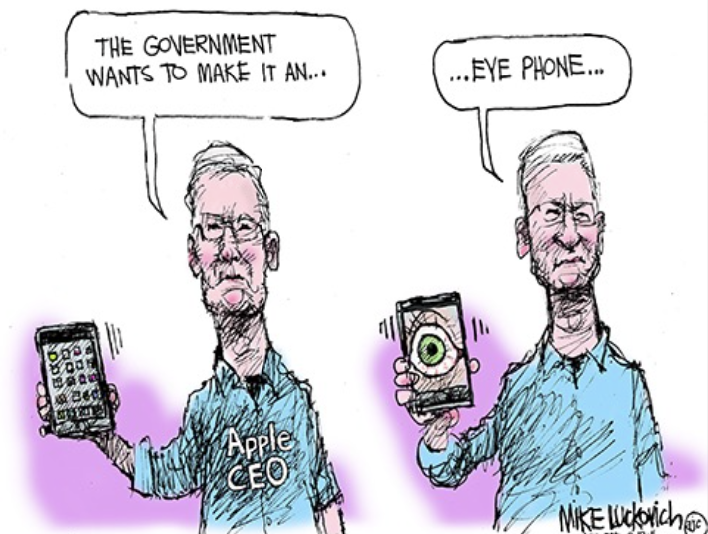 THE GOVERNMENT
WANTS TO MAKE IT AN...
...EYE PHONE...
Apple
CEO
MIKE LUCKOVICH